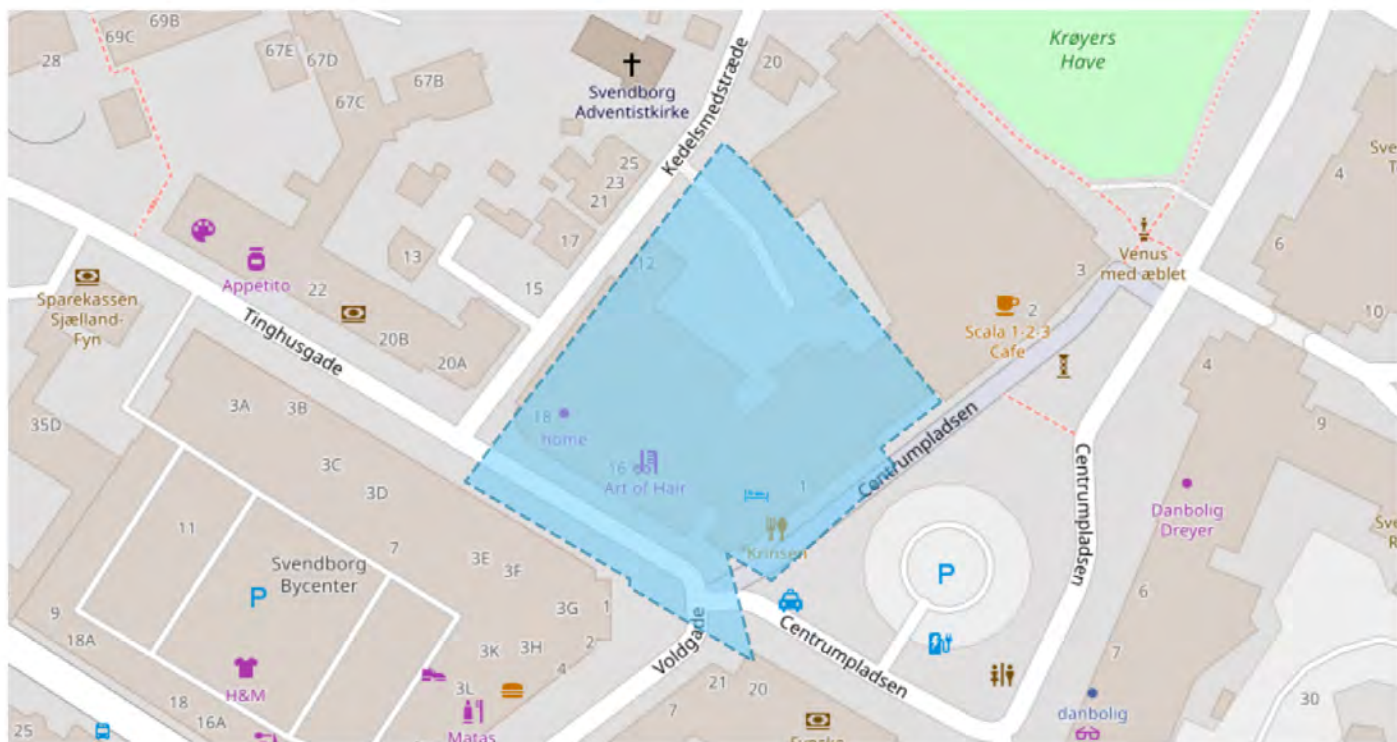 69B
69C
67E
67D
28
67B
67C
20
Svendborg
Adventistkirke
Kedelsmedstræde
Krøyers
Have
4
25
23
21
17
13
15
12
6
Venus
med æblet
3
2
Scala 1-2-3
Cafe
10
Appetito
22
Sparekassen
Sjælland-
Fyn
Tinghusgade
20B
20A
4
9
3A
3B
35D
18
home
3C
3D
16
Art of Hair
1
Centrumpladsen
Centrumpladsen
Danbolig
Dreyer
11
7
3E
3F
Krinsen
Svendborg
Bycenter
P
P
3G
1
6
9
18A
3K
3H
2
4
Voldgade
Centrumpladsen
7
H&M
3L
21
20
30
18
16A
7
danbolig
25
Matas